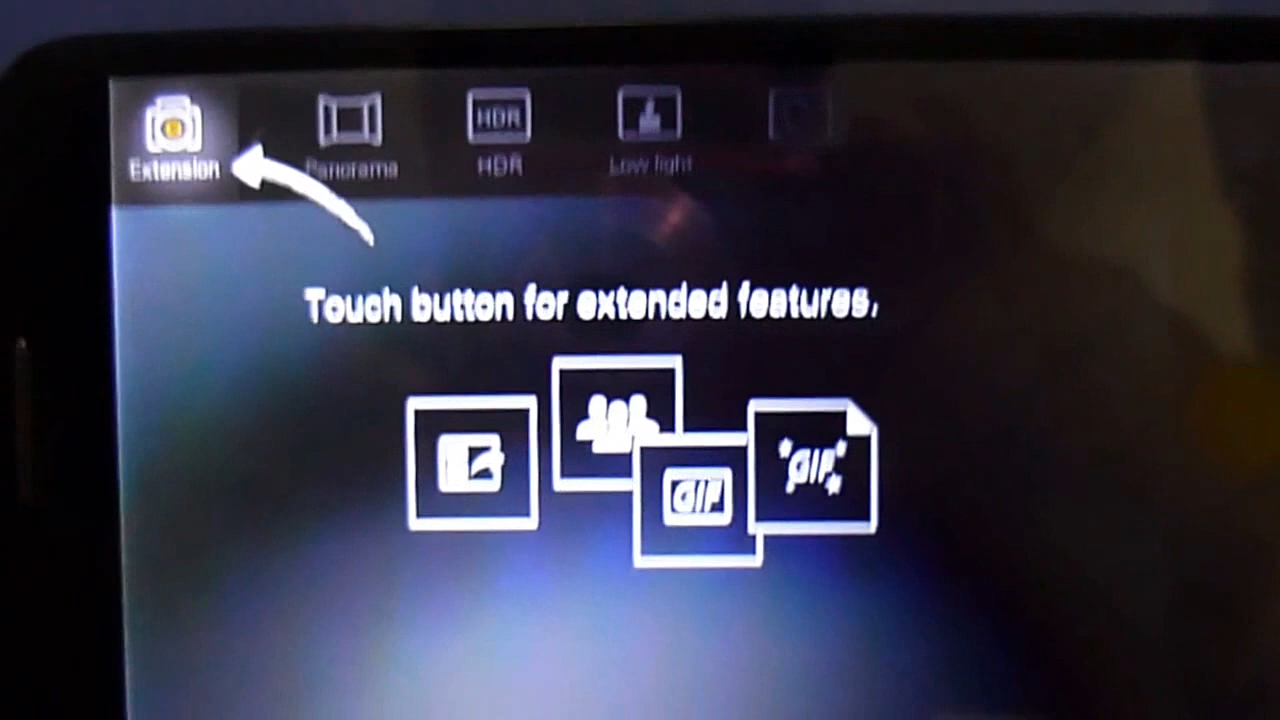 Extension Panorama HDR Low light
HDR
Touch button for extended features.
GIF
GIF